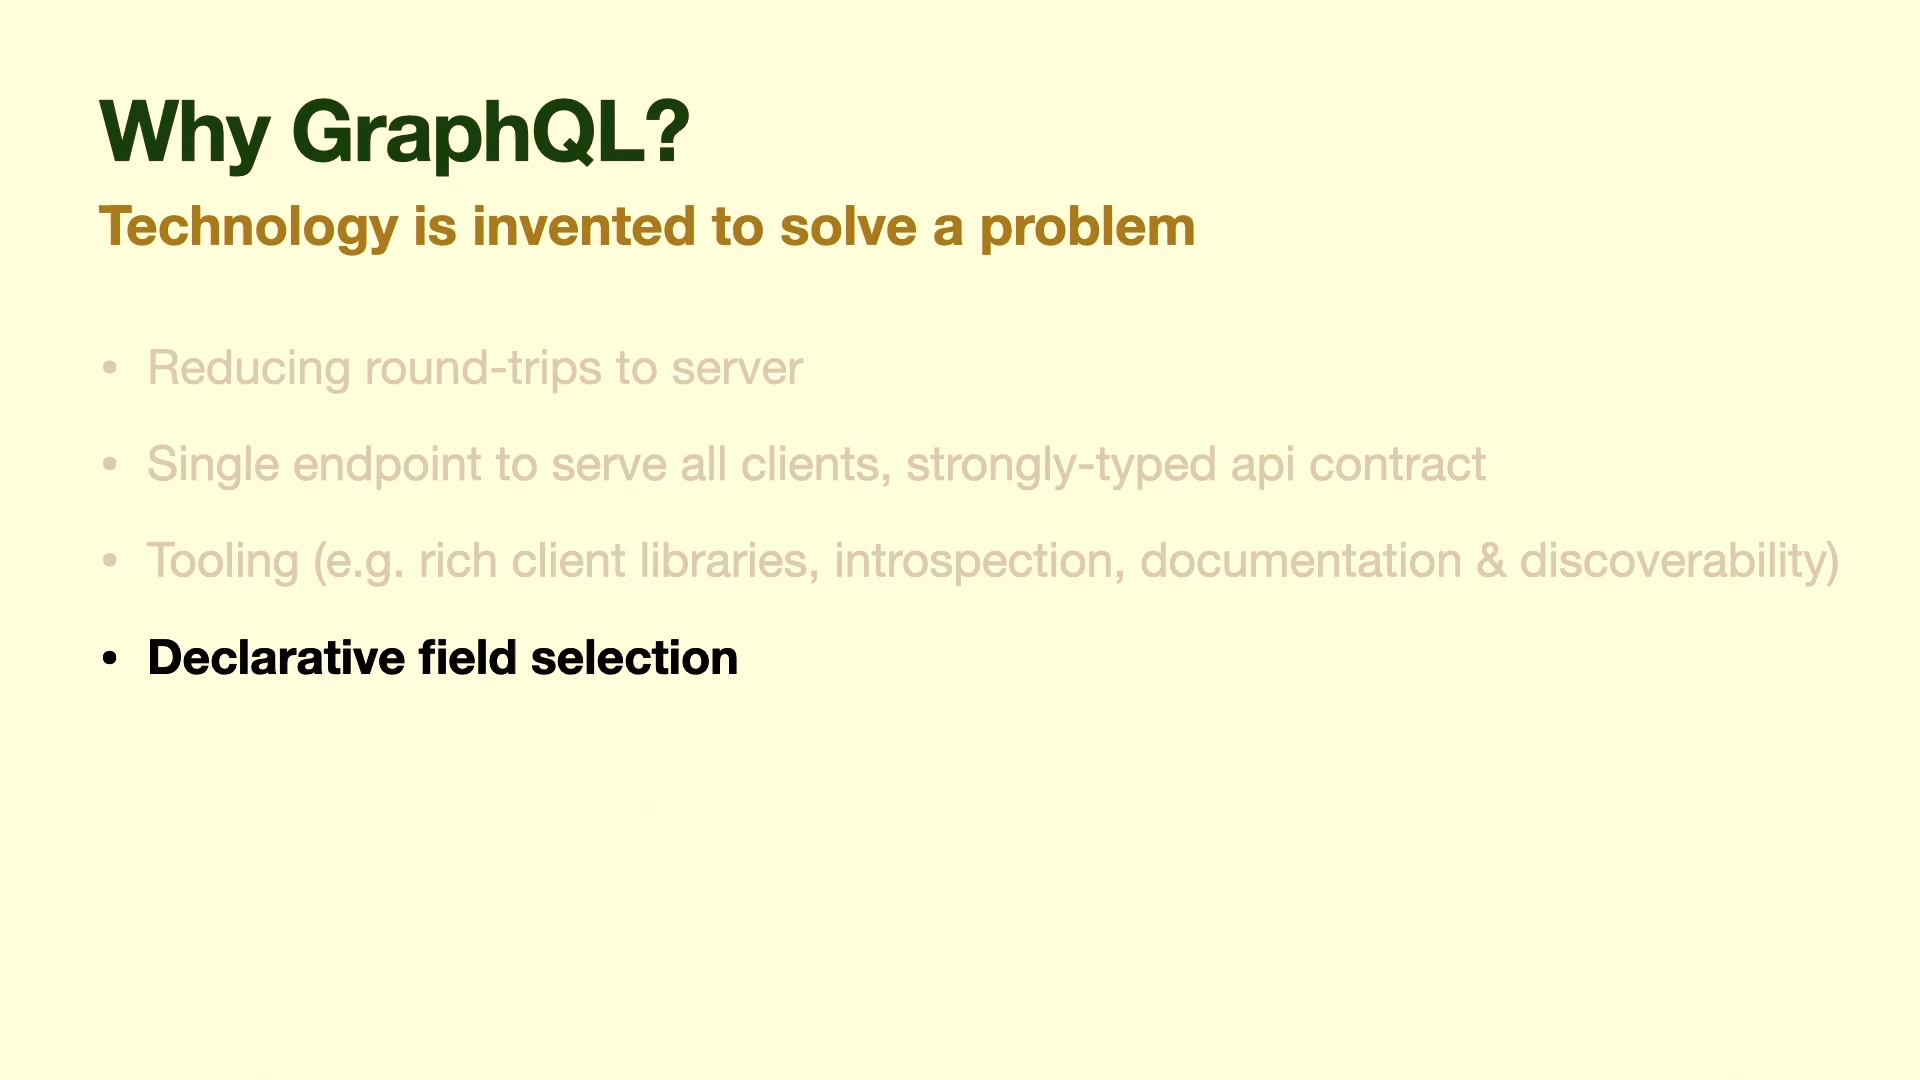 Why GraphQL?
Technology is invented to solve a problem
• Reducing round-trips to server
• Single endpoint to serve all clients, strongly-typed api contract
• Tooling (e.g. rich client libraries, introspection, documentation & discoverability)
• Declarative field selection